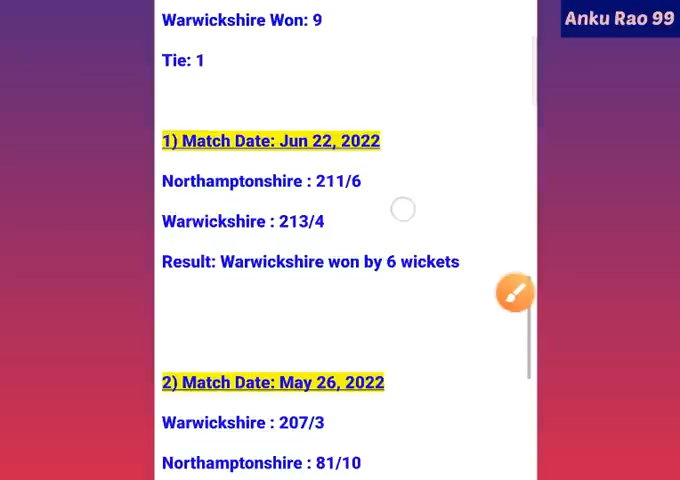 Warwickshire Won: 9
Anku Rao 99
Tie: 1
1) Match Date: Jun 22, 2022
Northamptonshire : 211/6
Warwickshire : 213/4
Result: Warwickshire won by 6 wickets
2) Match Date: May 26, 2022
Warwickshire : 207/3
Northamptonshire : 81/10